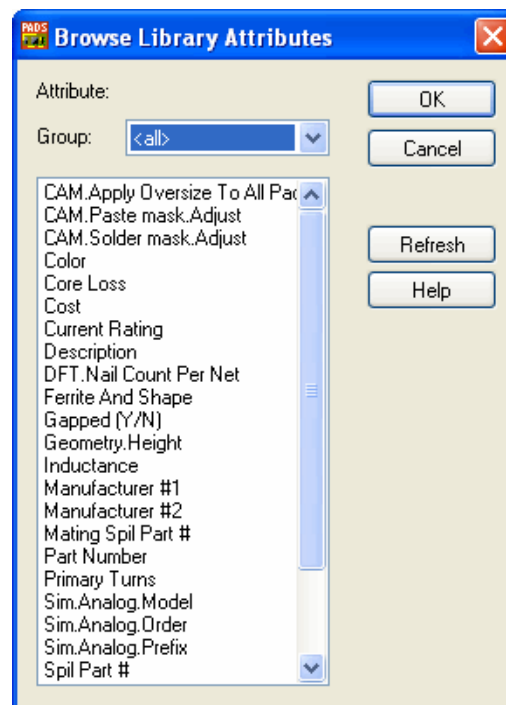 PADS
Browse Library Attributes
Attribute:
OK
Group:
<all>
Cancel
CAM.Apply Oversize To All Pac
CAM.Paste mask.Adjust
CAM.Solder mask.Adjust
Refresh
Color
Core Loss
Help
Cost
Current Rating
Description
DFT.Nail Count Per Net
Ferrite And Shape
Gapped (Y/N)
Geometry.Height
Inductance
Manufacturer #1
Manufacturer #2
Mating Spil Part #
Part Number
Primary Turns
Sim.Analog.Model
Sim.Analog.Order
Sim.Analog.Prefix
Spil Part #